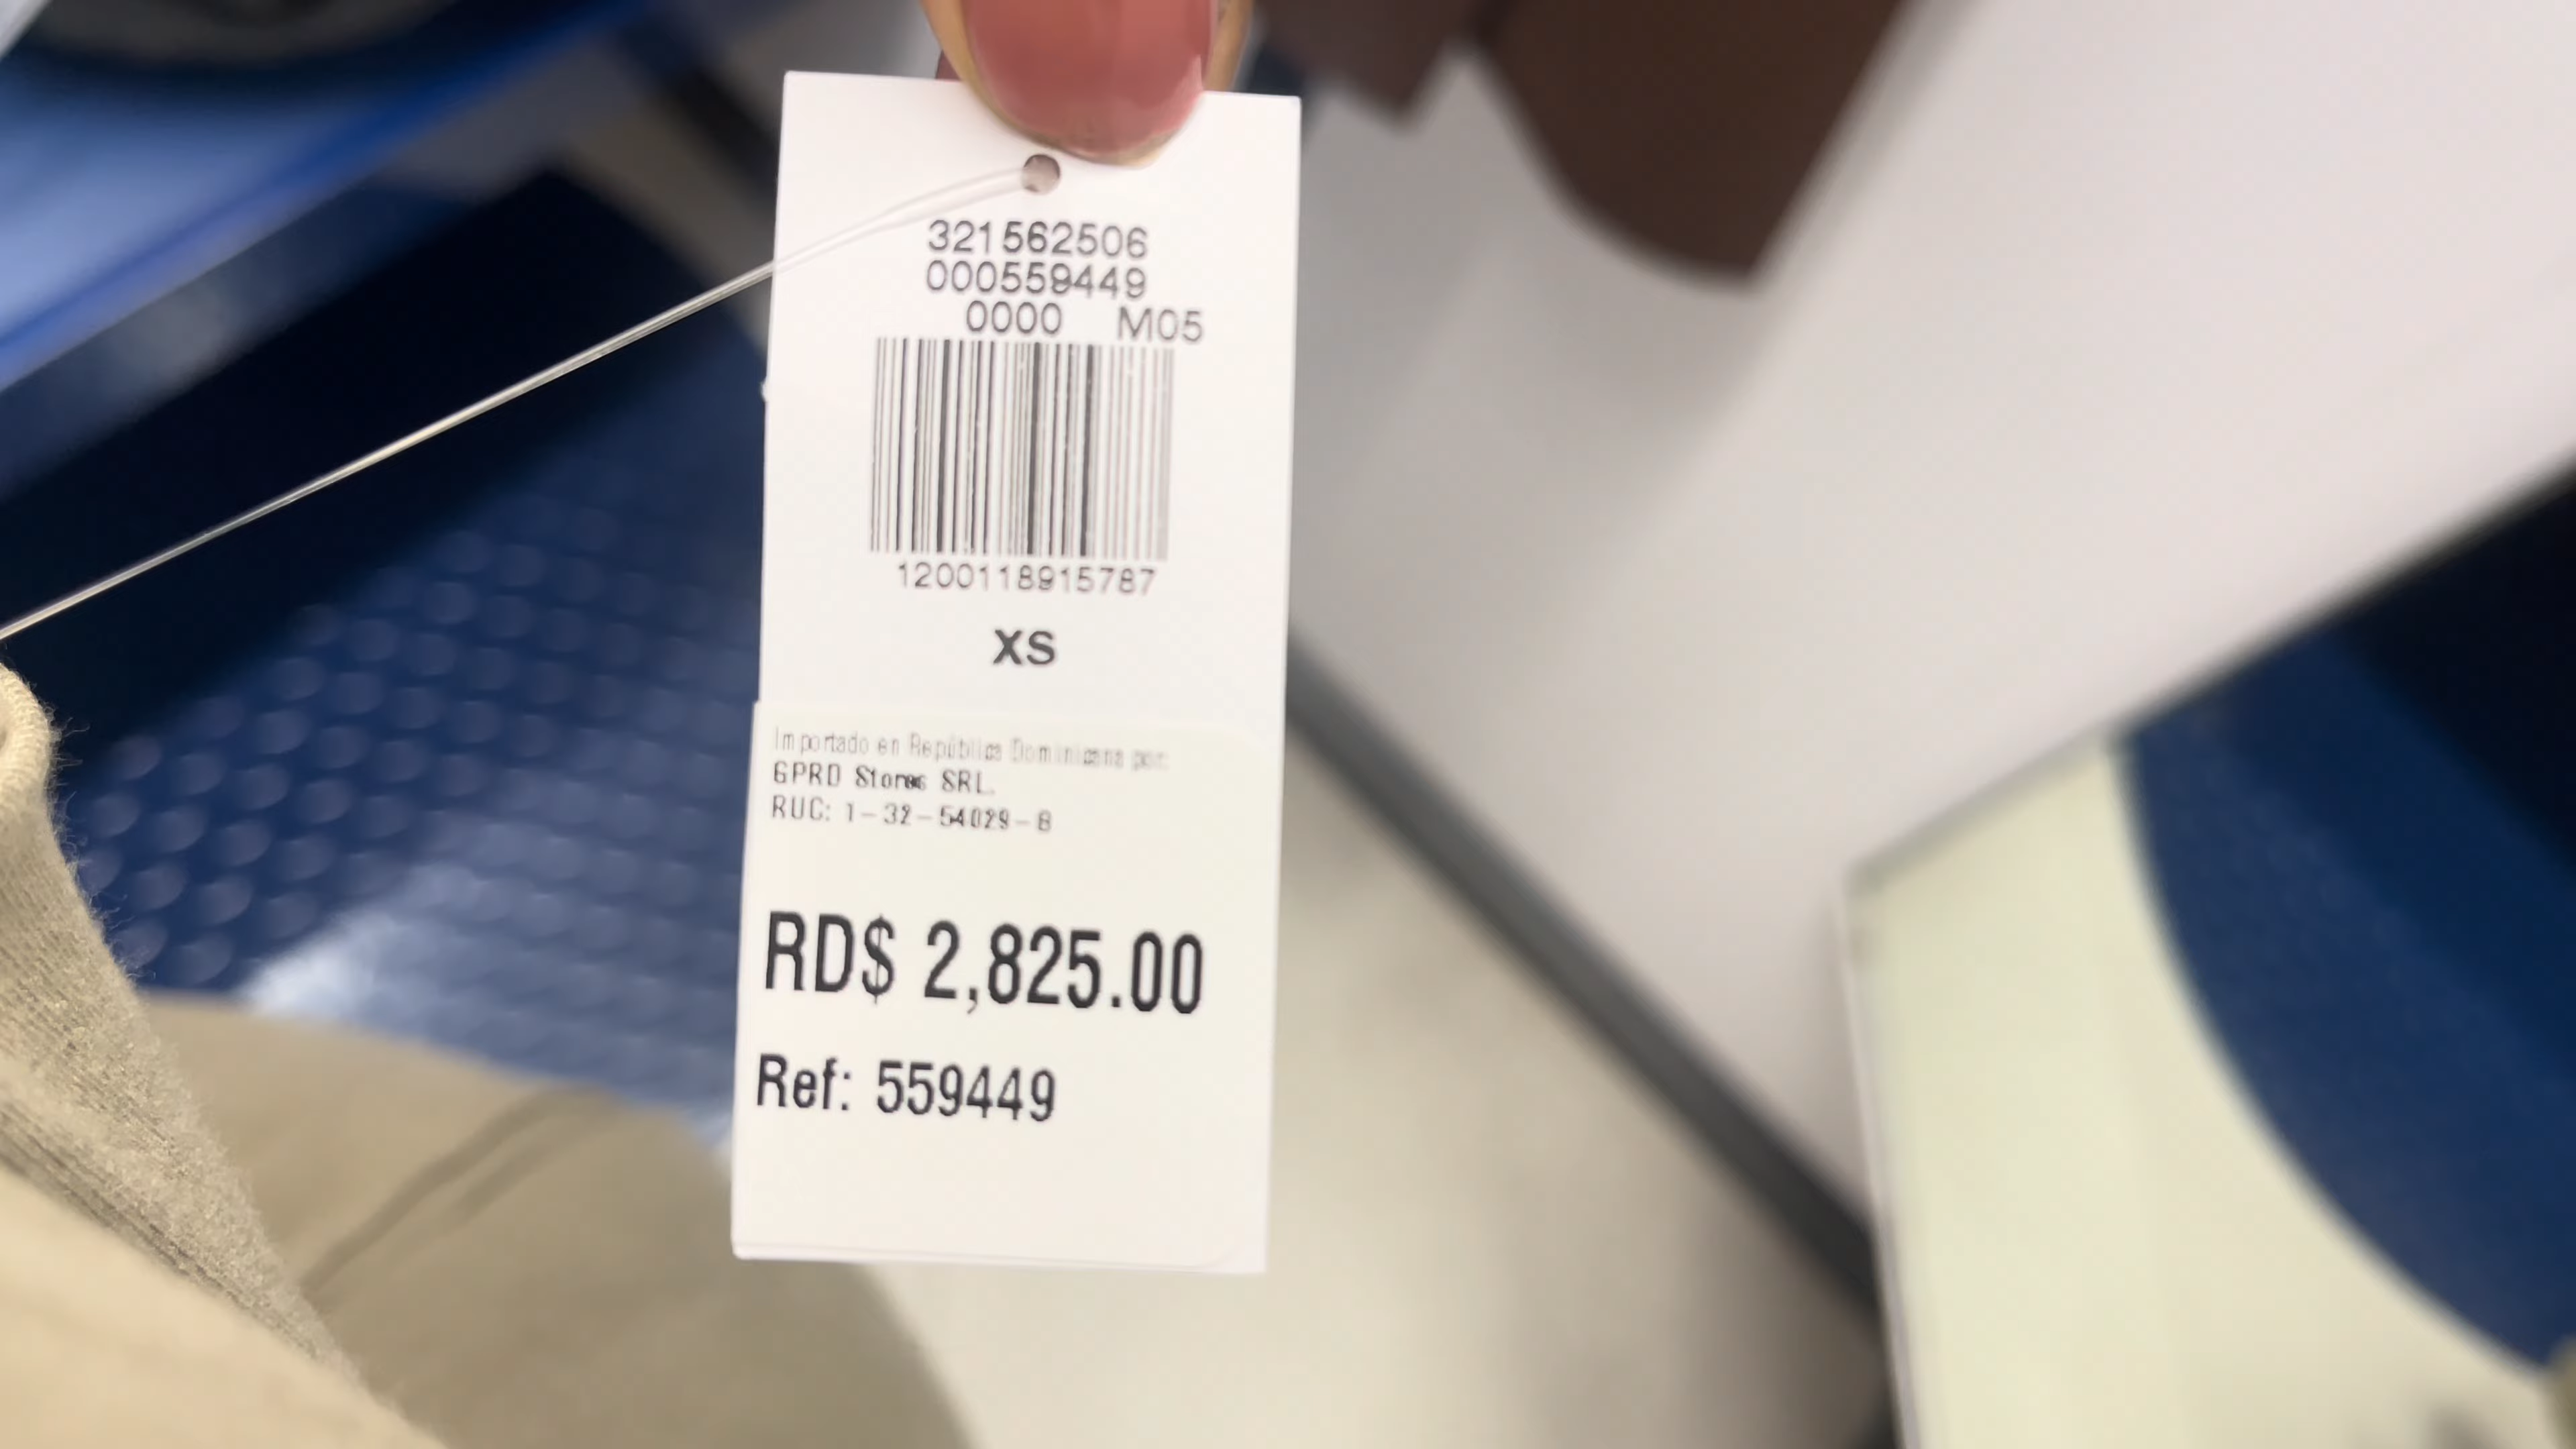 321562506
000559449
0000 M05
1200118915787
XS
Importado en República Dominicana por:
GPRD Stores SRL.
RUC: 1-32-54029-8
RD$ 2,825.00
Ref: 559449